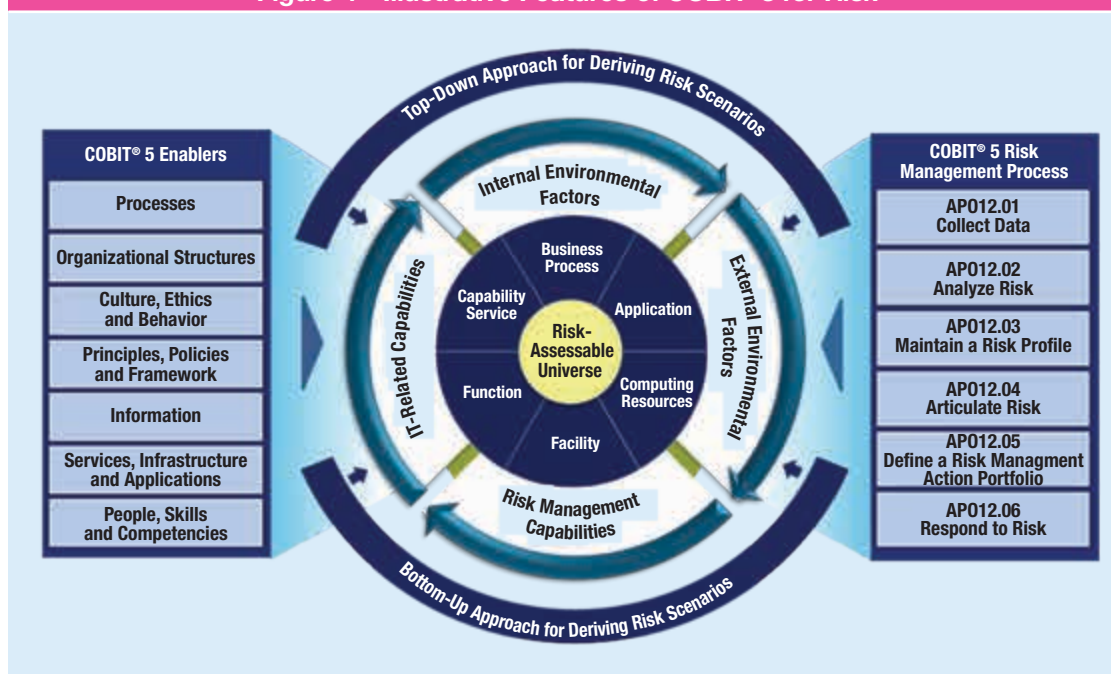 COBIT® 5 Enablers
Processes
Organizational Structures
Culture, Ethics
and Behavior
Principles, Policies
and Framework
Information
Services, Infrastructure
and Applications
People, Skills
and Competencies
Top-Down Approach for Deriving Risk Scenarios
Internal Environmental
Factors
External Environmental
Factors
Risk Management
Capabilities
IT-Related Capabilities
Business
Process
Application
Computing
Resources
Facility
Function
Capability
Service
Risk-
Assessable
Universe
Bottom-Up Approach for Deriving Risk Scenarios
COBIT® 5 Risk
Management Process
APO12.01
Collect Data
APO12.02
Analyze Risk
APO12.03
Maintain a Risk Profile
APO12.04
Articulate Risk
APO12.05
Define a Risk Managment
Action Portfolio
APO12.06
Respond to Risk